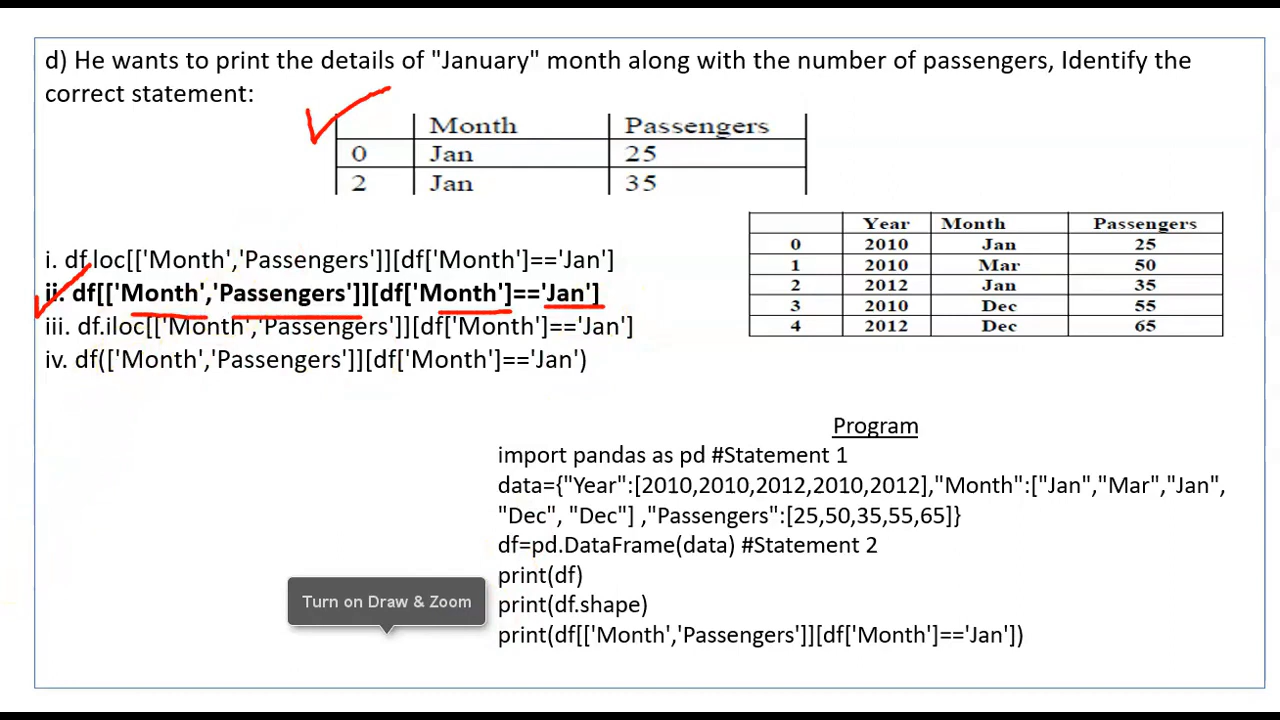 d) He wants to print the details of "January" month along with the number of passengers, Identify the
correct statement:
Month Passengers
0 Jan 25
2 Jan 35
i. df.loc[['Month','Passengers']][df['Month']=='Jan']
ii. df[['Month','Passengers']][df['Month']=='Jan']
iii. df.iloc[['Month','Passengers']][df['Month']=='Jan']
iv. df(['Month','Passengers']][df['Month']=='Jan')
Year Month Passengers
0 2010 Jan 25
1 2010 Mar 50
2 2012 Jan 35
3 2010 Dec 55
4 2012 Dec 65
Program
import pandas as pd #Statement 1
data={"Year":[2010,2010,2012,2010,2012],"Month":["Jan","Mar","Jan",
"Dec", "Dec"] ,"Passengers":[25,50,35,55,65]}
df=pd.DataFrame(data) #Statement 2
print(df)
print(df.shape)
print(df[['Month','Passengers']][df['Month']=='Jan'])
Turn on Draw & Zoom